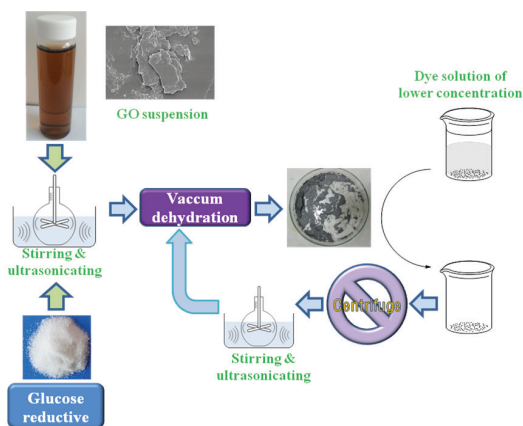 GO suspension
Dye solution of
lower concentration
Vaccum
dehydration
Stirring &
ultrasonicating
Centrifuge
Stirring &
ultrasonicating
Glucose
reductive